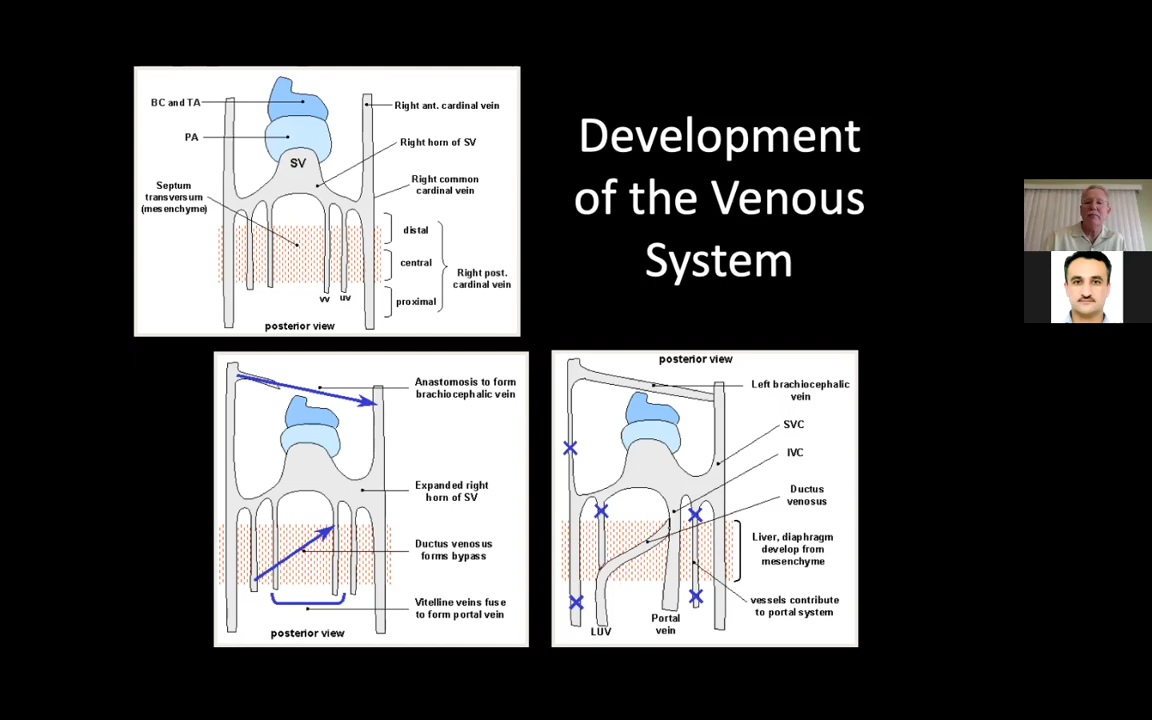 BC and TA
PA
SV
Septum
transversum
(mesenchyme)
Right ant. cardinal vein
Right horn of SV
Right common
cardinal vein
distal
central
proximal
Right post.
cardinal vein
vv
uv
posterior view
Development
of the Venous
System
Anastomosis to form
brachiocephalic vein
Expanded right
horn of SV
Ductus venosus
forms bypass
Vitelline veins fuse
to form portal vein
posterior view
posterior view
Left brachiocephalic
vein
SVC
IVC
Ductus
venosus
Liver, diaphragm
develop from
mesenchyme
vessels contribute
to portal system
LUV
Portal
vein